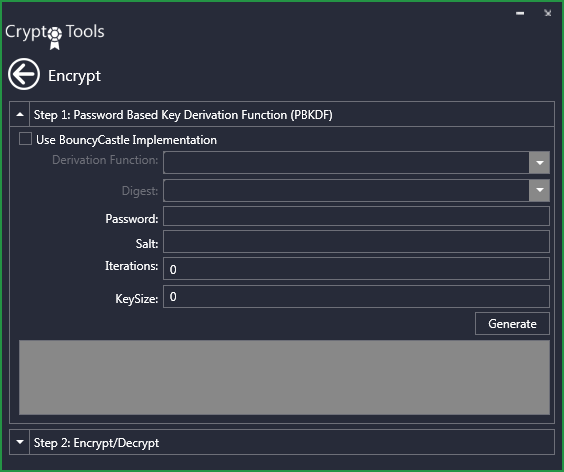 Crypto Tools
Encrypt
Step 1: Password Based Key Derivation Function (PBKDF)
Use BouncyCastle Implementation
Derivation Function:
Digest:
Password:
Salt:
Iterations: 0
KeySize: 0
Generate
Step 2: Encrypt/Decrypt